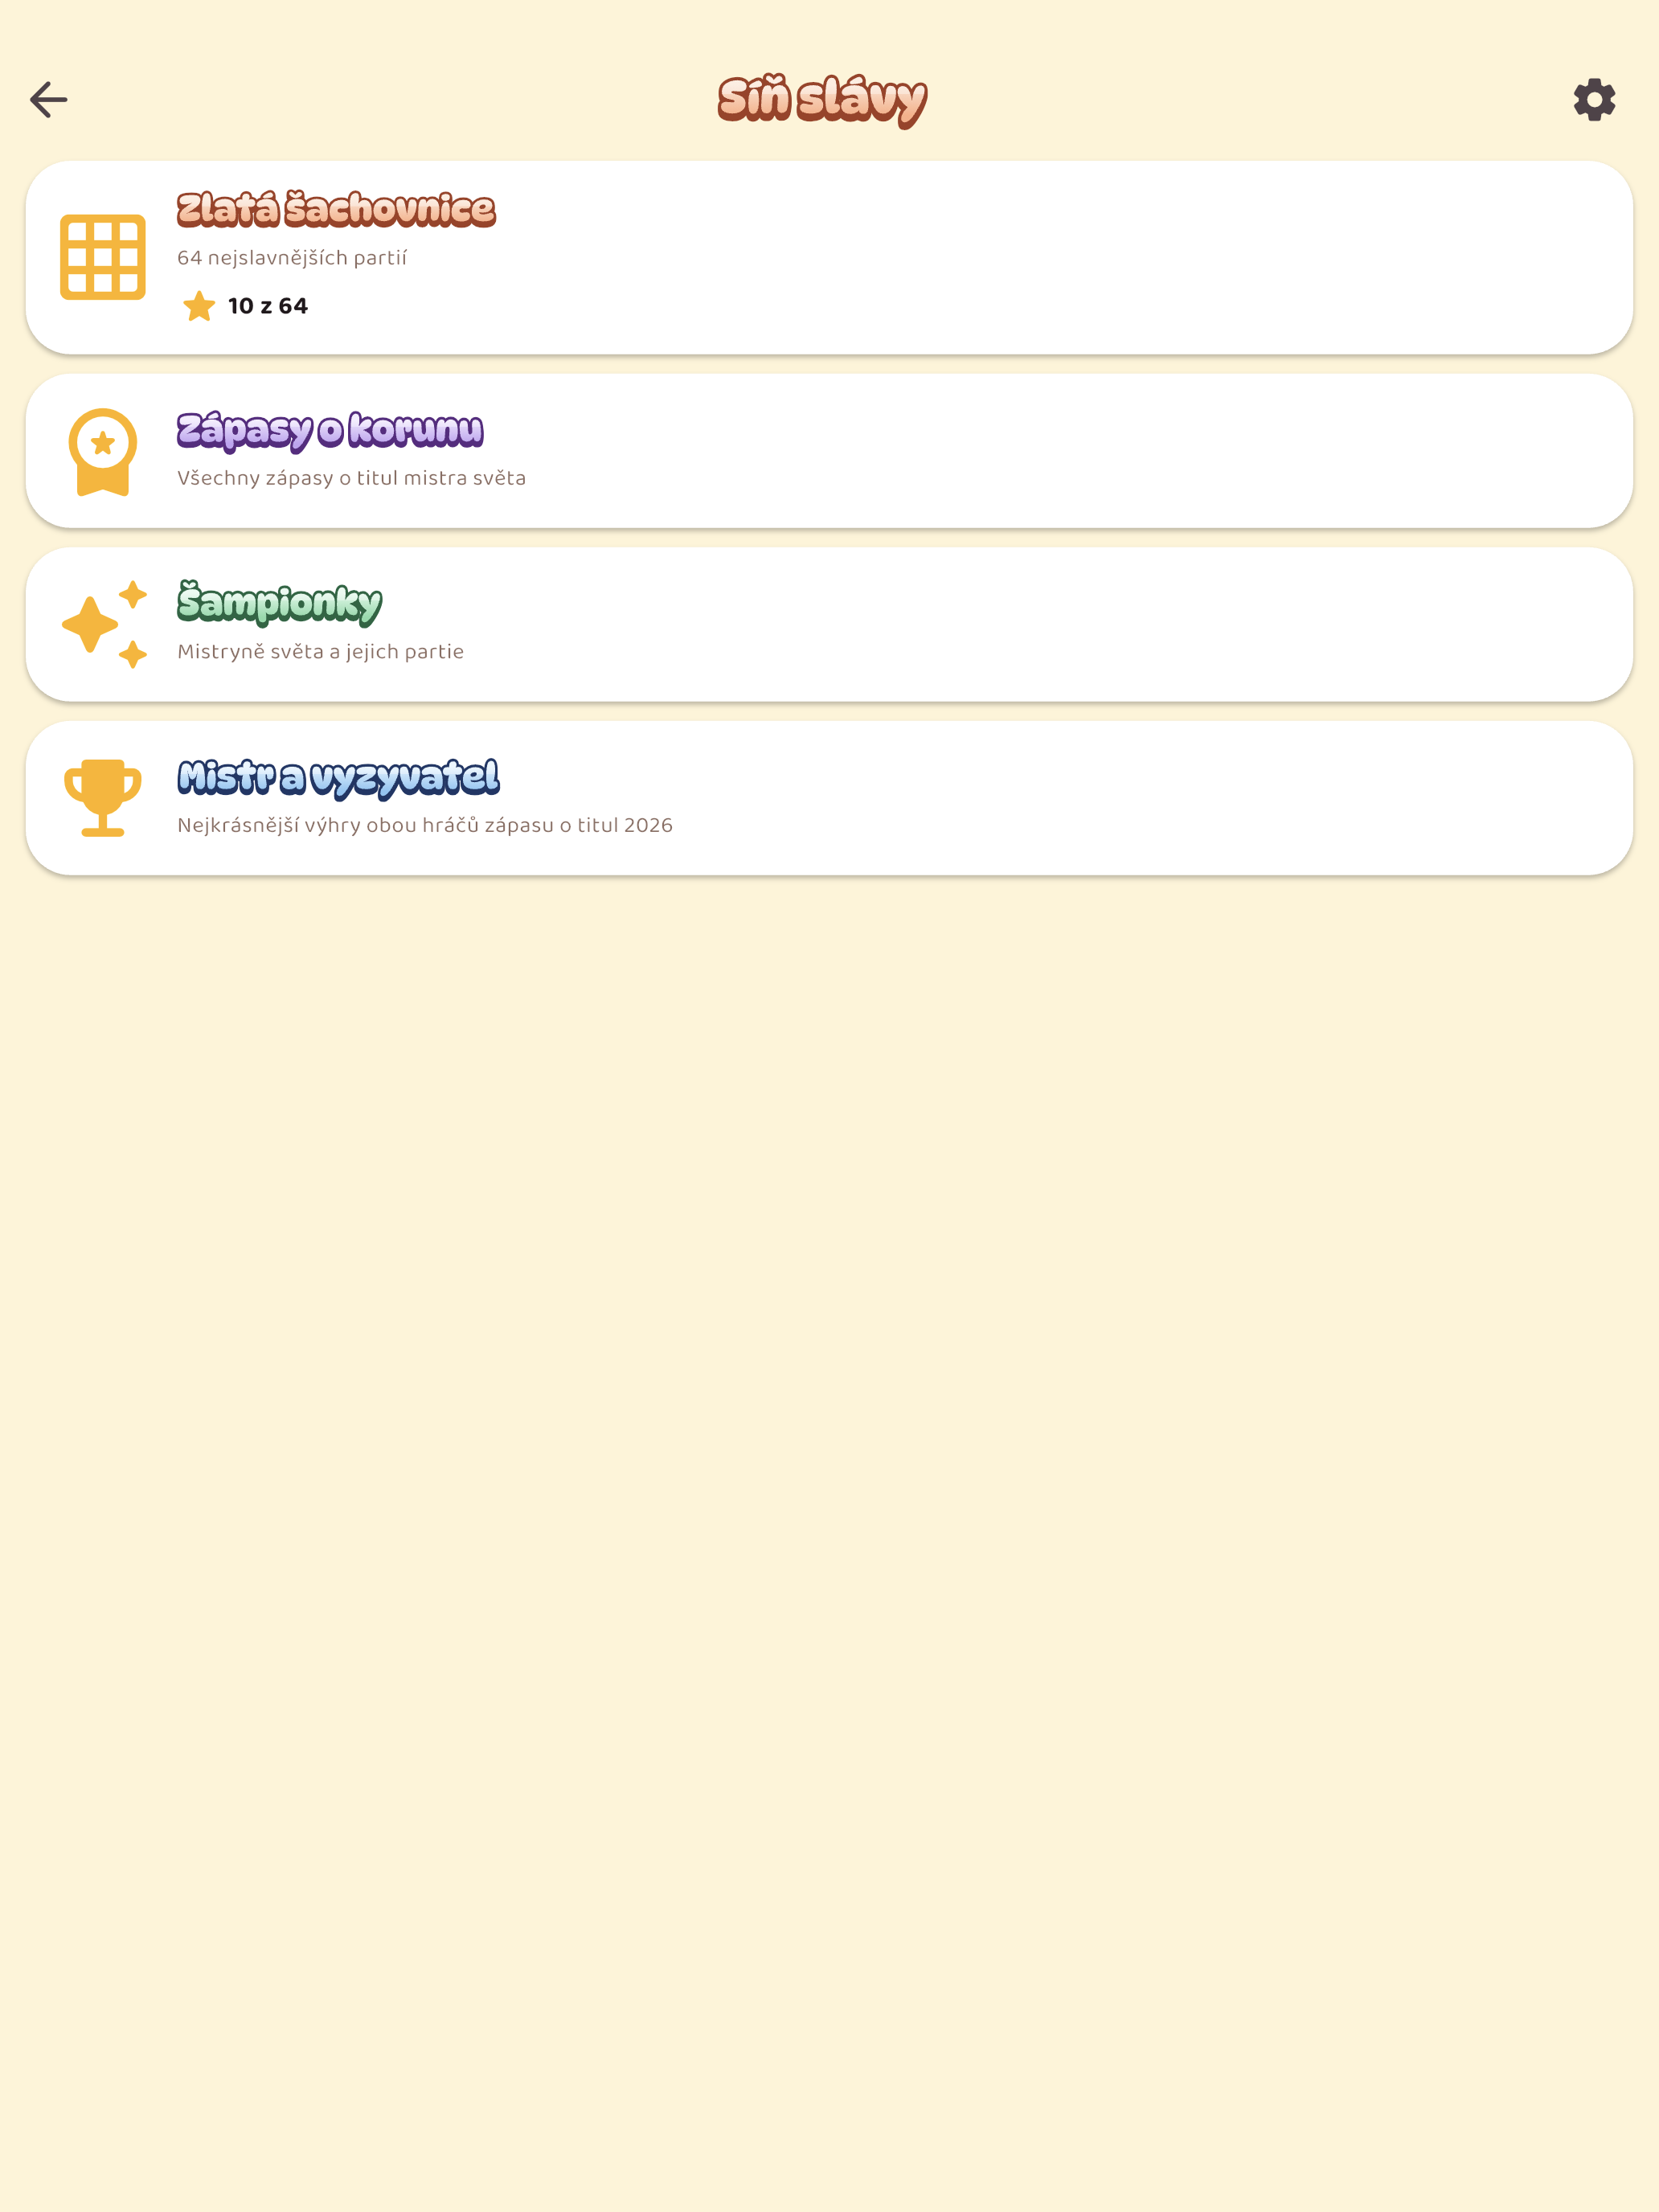 Síň slávy
Zlatá šachovnice
64 nejslavnějších partií
10 z 64
Zápasy o korunu
Všechny zápasy o titul mistra světa
Šampionky
Mistryně světa a jejich partie
Mistr a vyzyvatel
Nejkrásnější výhry obou hráčů zápasu o titul 2026